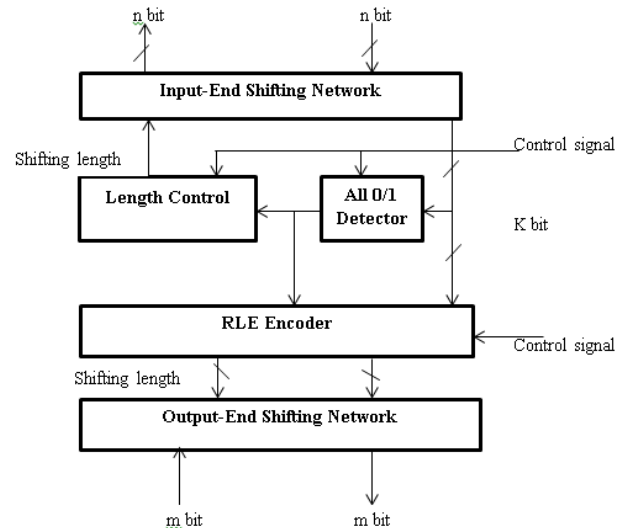 n bit
n bit
Input-End Shifting Network
Control signal
Shifting length
Length Control
All 0/1
Detector
K bit
RLE Encoder
Control signal
Shifting length
Output-End Shifting Network
m bit
m bit